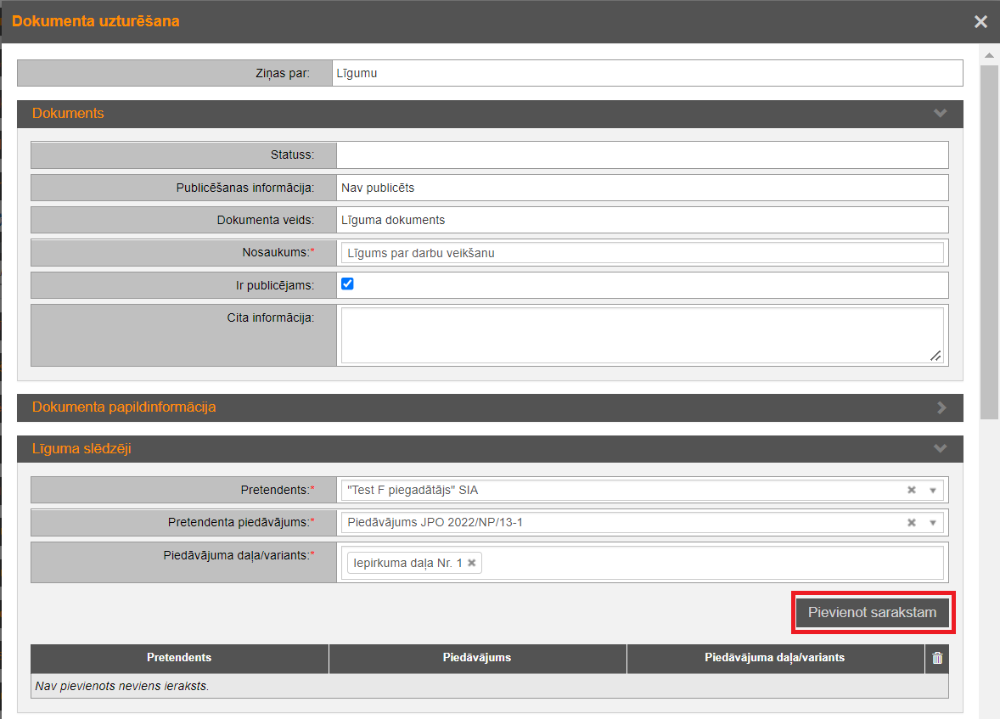 Dokumenta uzturēšana
Ziņas par: Līgumu
Dokuments
Statuss:
Publicēšanas informācija: Nav publicēts
Dokumenta veids: Līguma dokuments
Nosaukums:* Līgums par darbu veikšanu
Ir publicējams:
Cita informācija:
Dokumenta papildinformācija
Līguma slēdzēji
Pretendents:* "Test F piegadātājs" SIA
Pretendenta piedāvājums:* Piedāvājums JPO 2022/NP/13-1
Piedāvājuma daļa/variants:* Iepirkuma daļa Nr. 1
Pievienot sarakstam
Pretendents Piedāvājums Piedāvājuma daļa/variants
Nav pievienots neviens ieraksts.